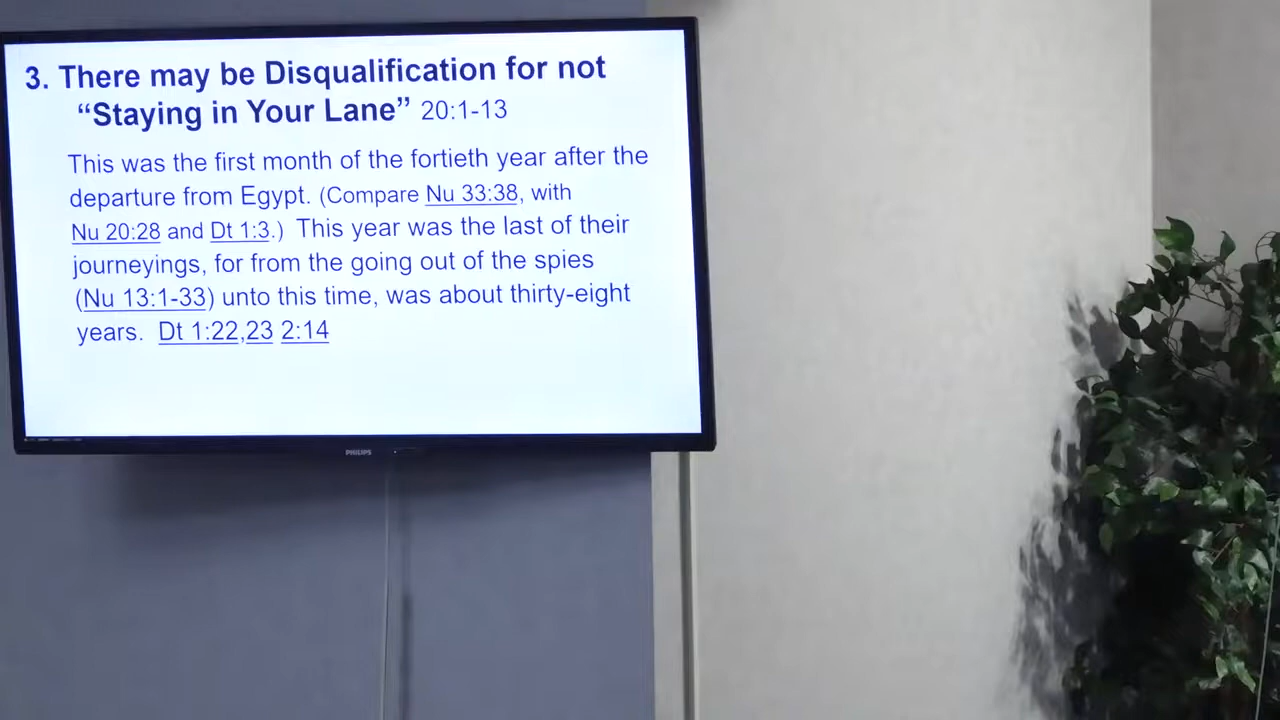 3. There may be Disqualification for not
“Staying in Your Lane” 20:1-13
This was the first month of the fortieth year after the
departure from Egypt. (Compare Nu 33:38, with
Nu 20:28 and Dt 1:3.) This year was the last of their
journeyings, for from the going out of the spies
(Nu 13:1-33) unto this time, was about thirty-eight
years. Dt 1:22,23 2:14
PHILIPS